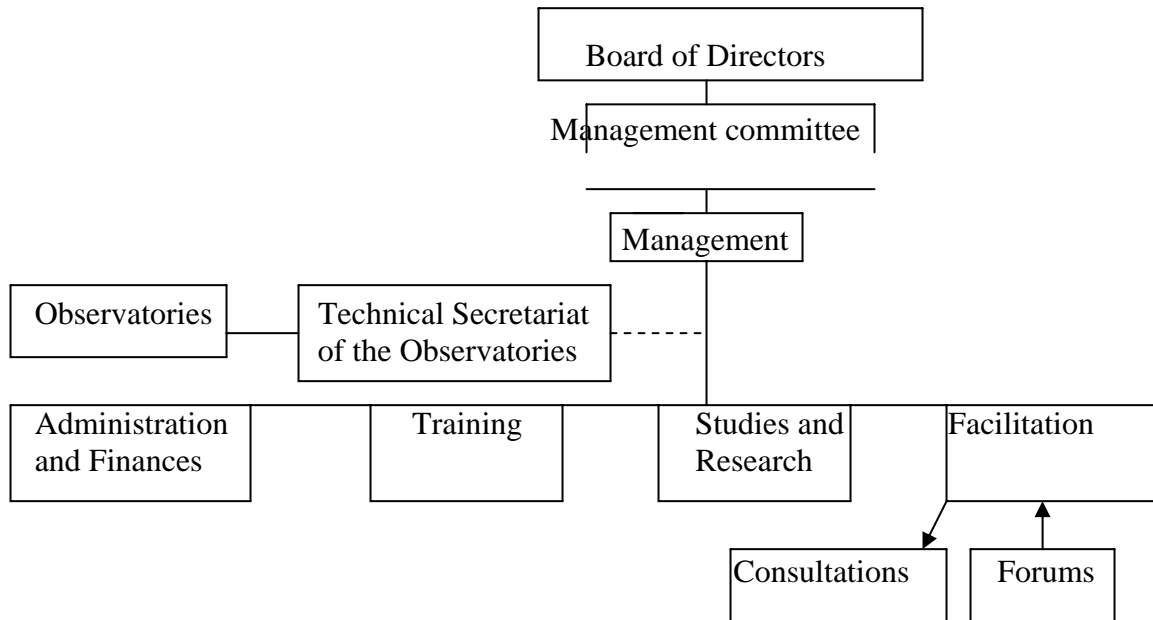 Board of Directors
Management committee
Management
Observatories
Technical Secretariat
of the Observatories
Administration
and Finances
Training
Studies and
Research
Facilitation
Consultations
Forums